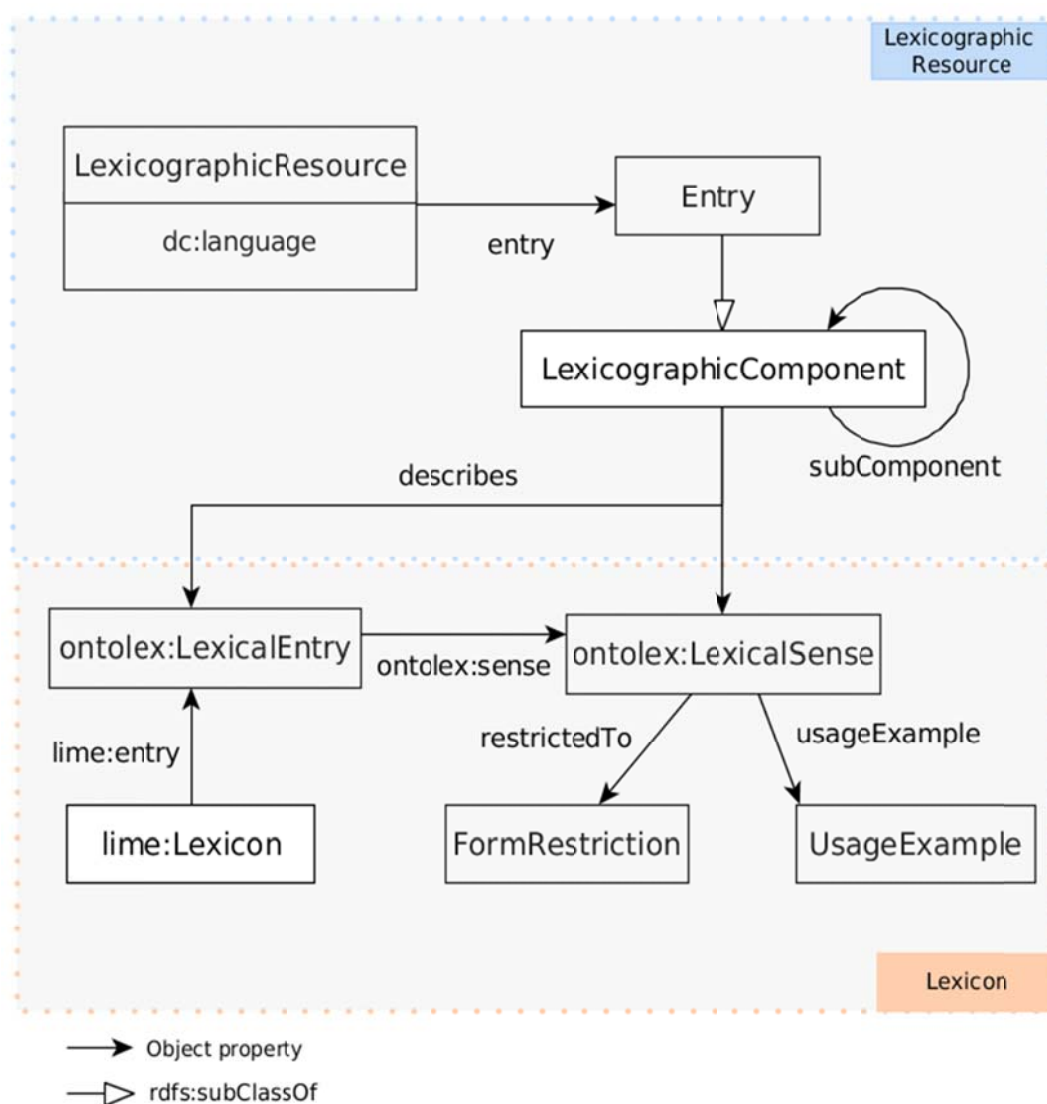 Lexicographic
Resource
LexicographicResource
dc:language
entry
Entry
LexicographicComponent
subComponent
describes
ontolex:LexicalEntry
ontolex:sense
ontolex:LexicalSense
lime:entry
restrictedTo
usageExample
lime:Lexicon
FormRestriction
UsageExample
Lexicon
Object property
rdfs:subClassOf